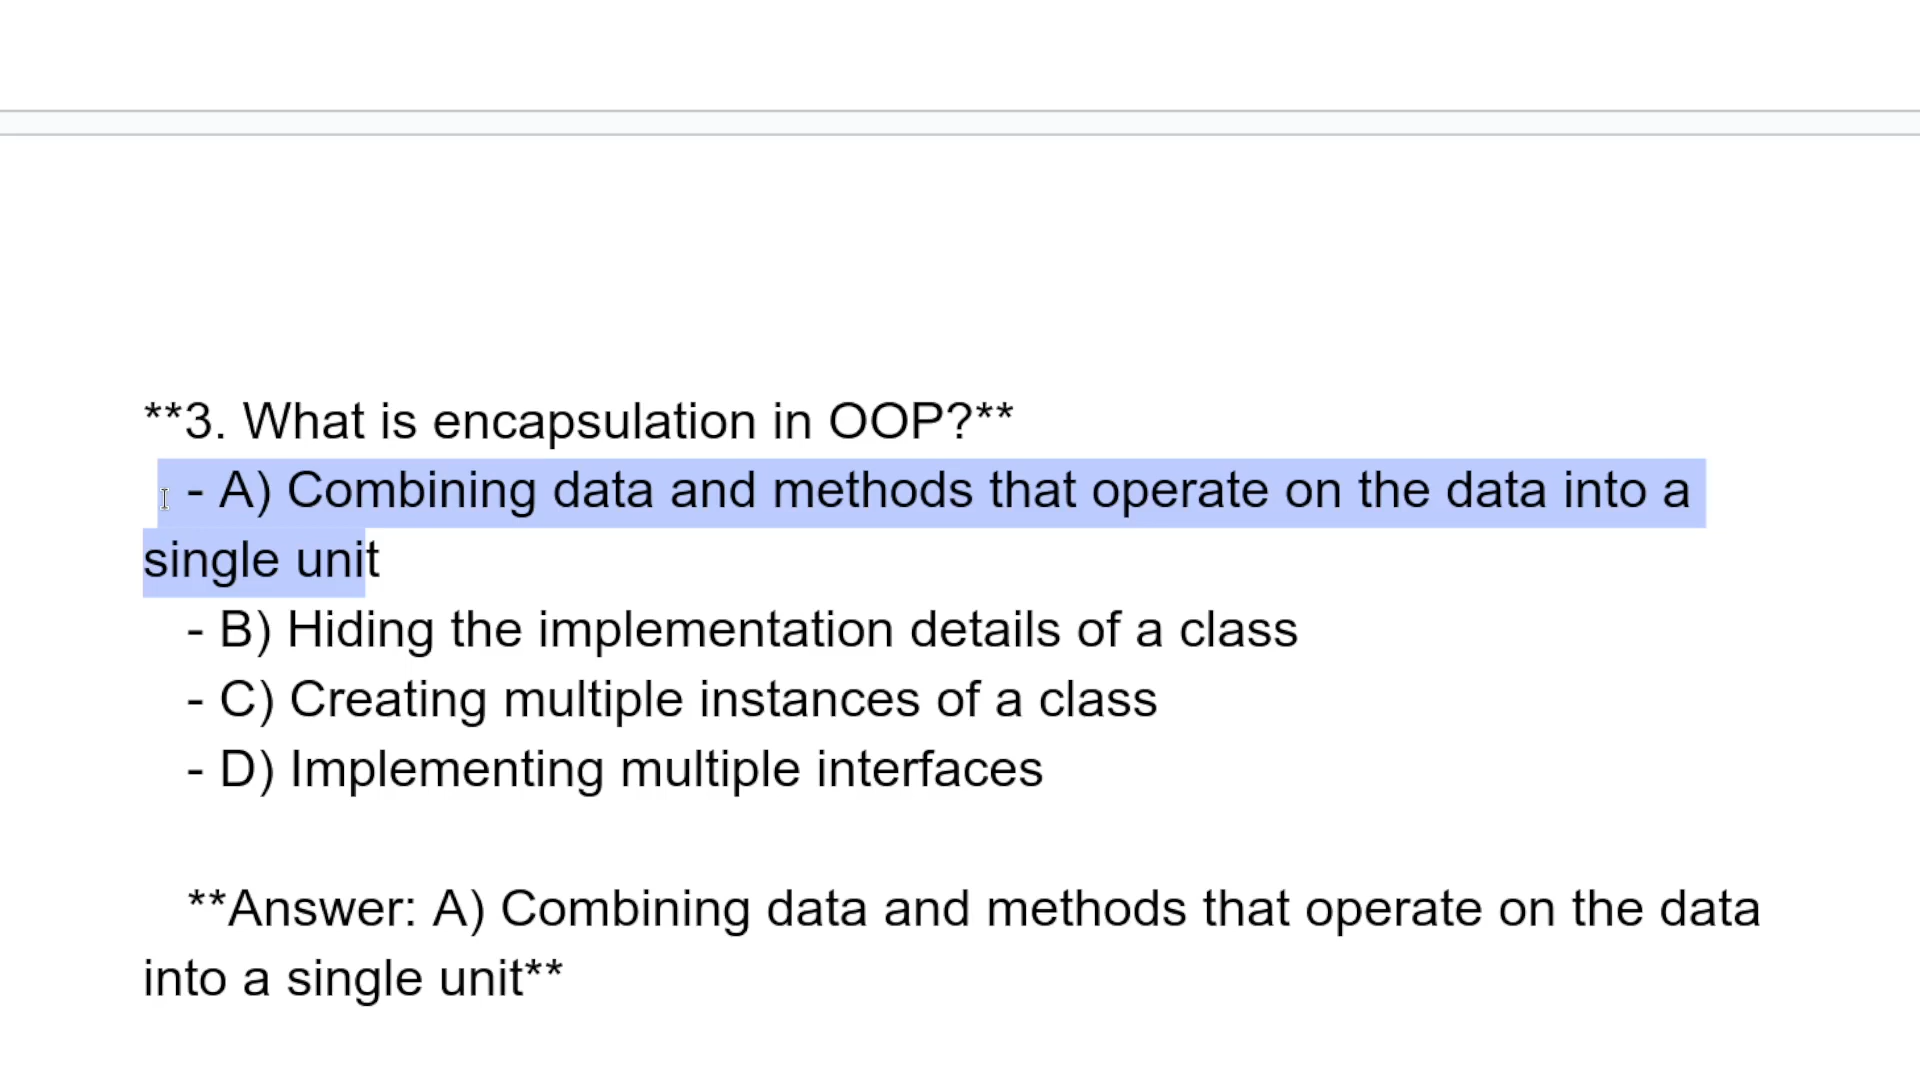 **3. What is encapsulation in OOP?**
- A) Combining data and methods that operate on the data into a
single unit
- B) Hiding the implementation details of a class
- C) Creating multiple instances of a class
- D) Implementing multiple interfaces
**Answer: A) Combining data and methods that operate on the data
into a single unit**